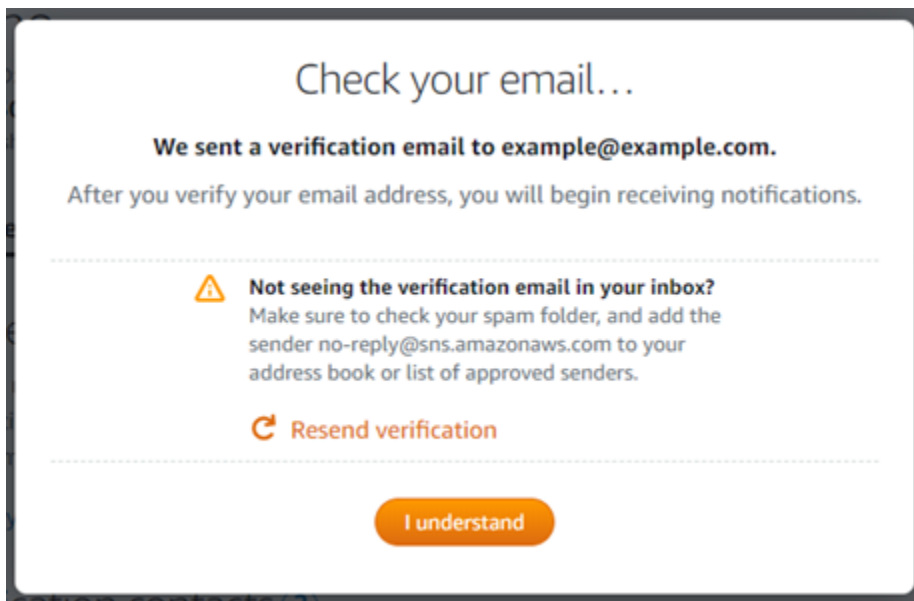 Check your email...
We sent a verification email to example@example.com.
After you verify your email address, you will begin receiving notifications.
Not seeing the verification email in your inbox?
Make sure to check your spam folder, and add the
sender no-reply@sns.amazonaws.com to your
address book or list of approved senders.
Resend verification
I understand